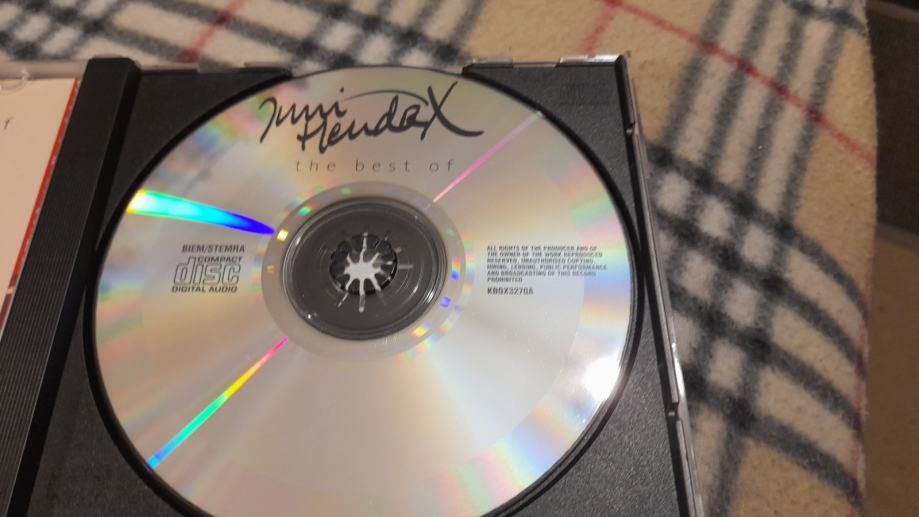 f
Jimi
HendriX
the best of
BIEM/STEMRA
COMPACT
disc
DIGITAL AUDIO
ALL RIGHTS OF THE PRODUCER AND OF
THE OWNER OF THE WORK REPRODUCED
RESERVED, UNAUTHORISED COPYING,
HIRING, LENDING, PUBLIC PERFORMANCE
AND BROADCASTING OF THIS RECORD
PROHIBITED
KBOX3270A